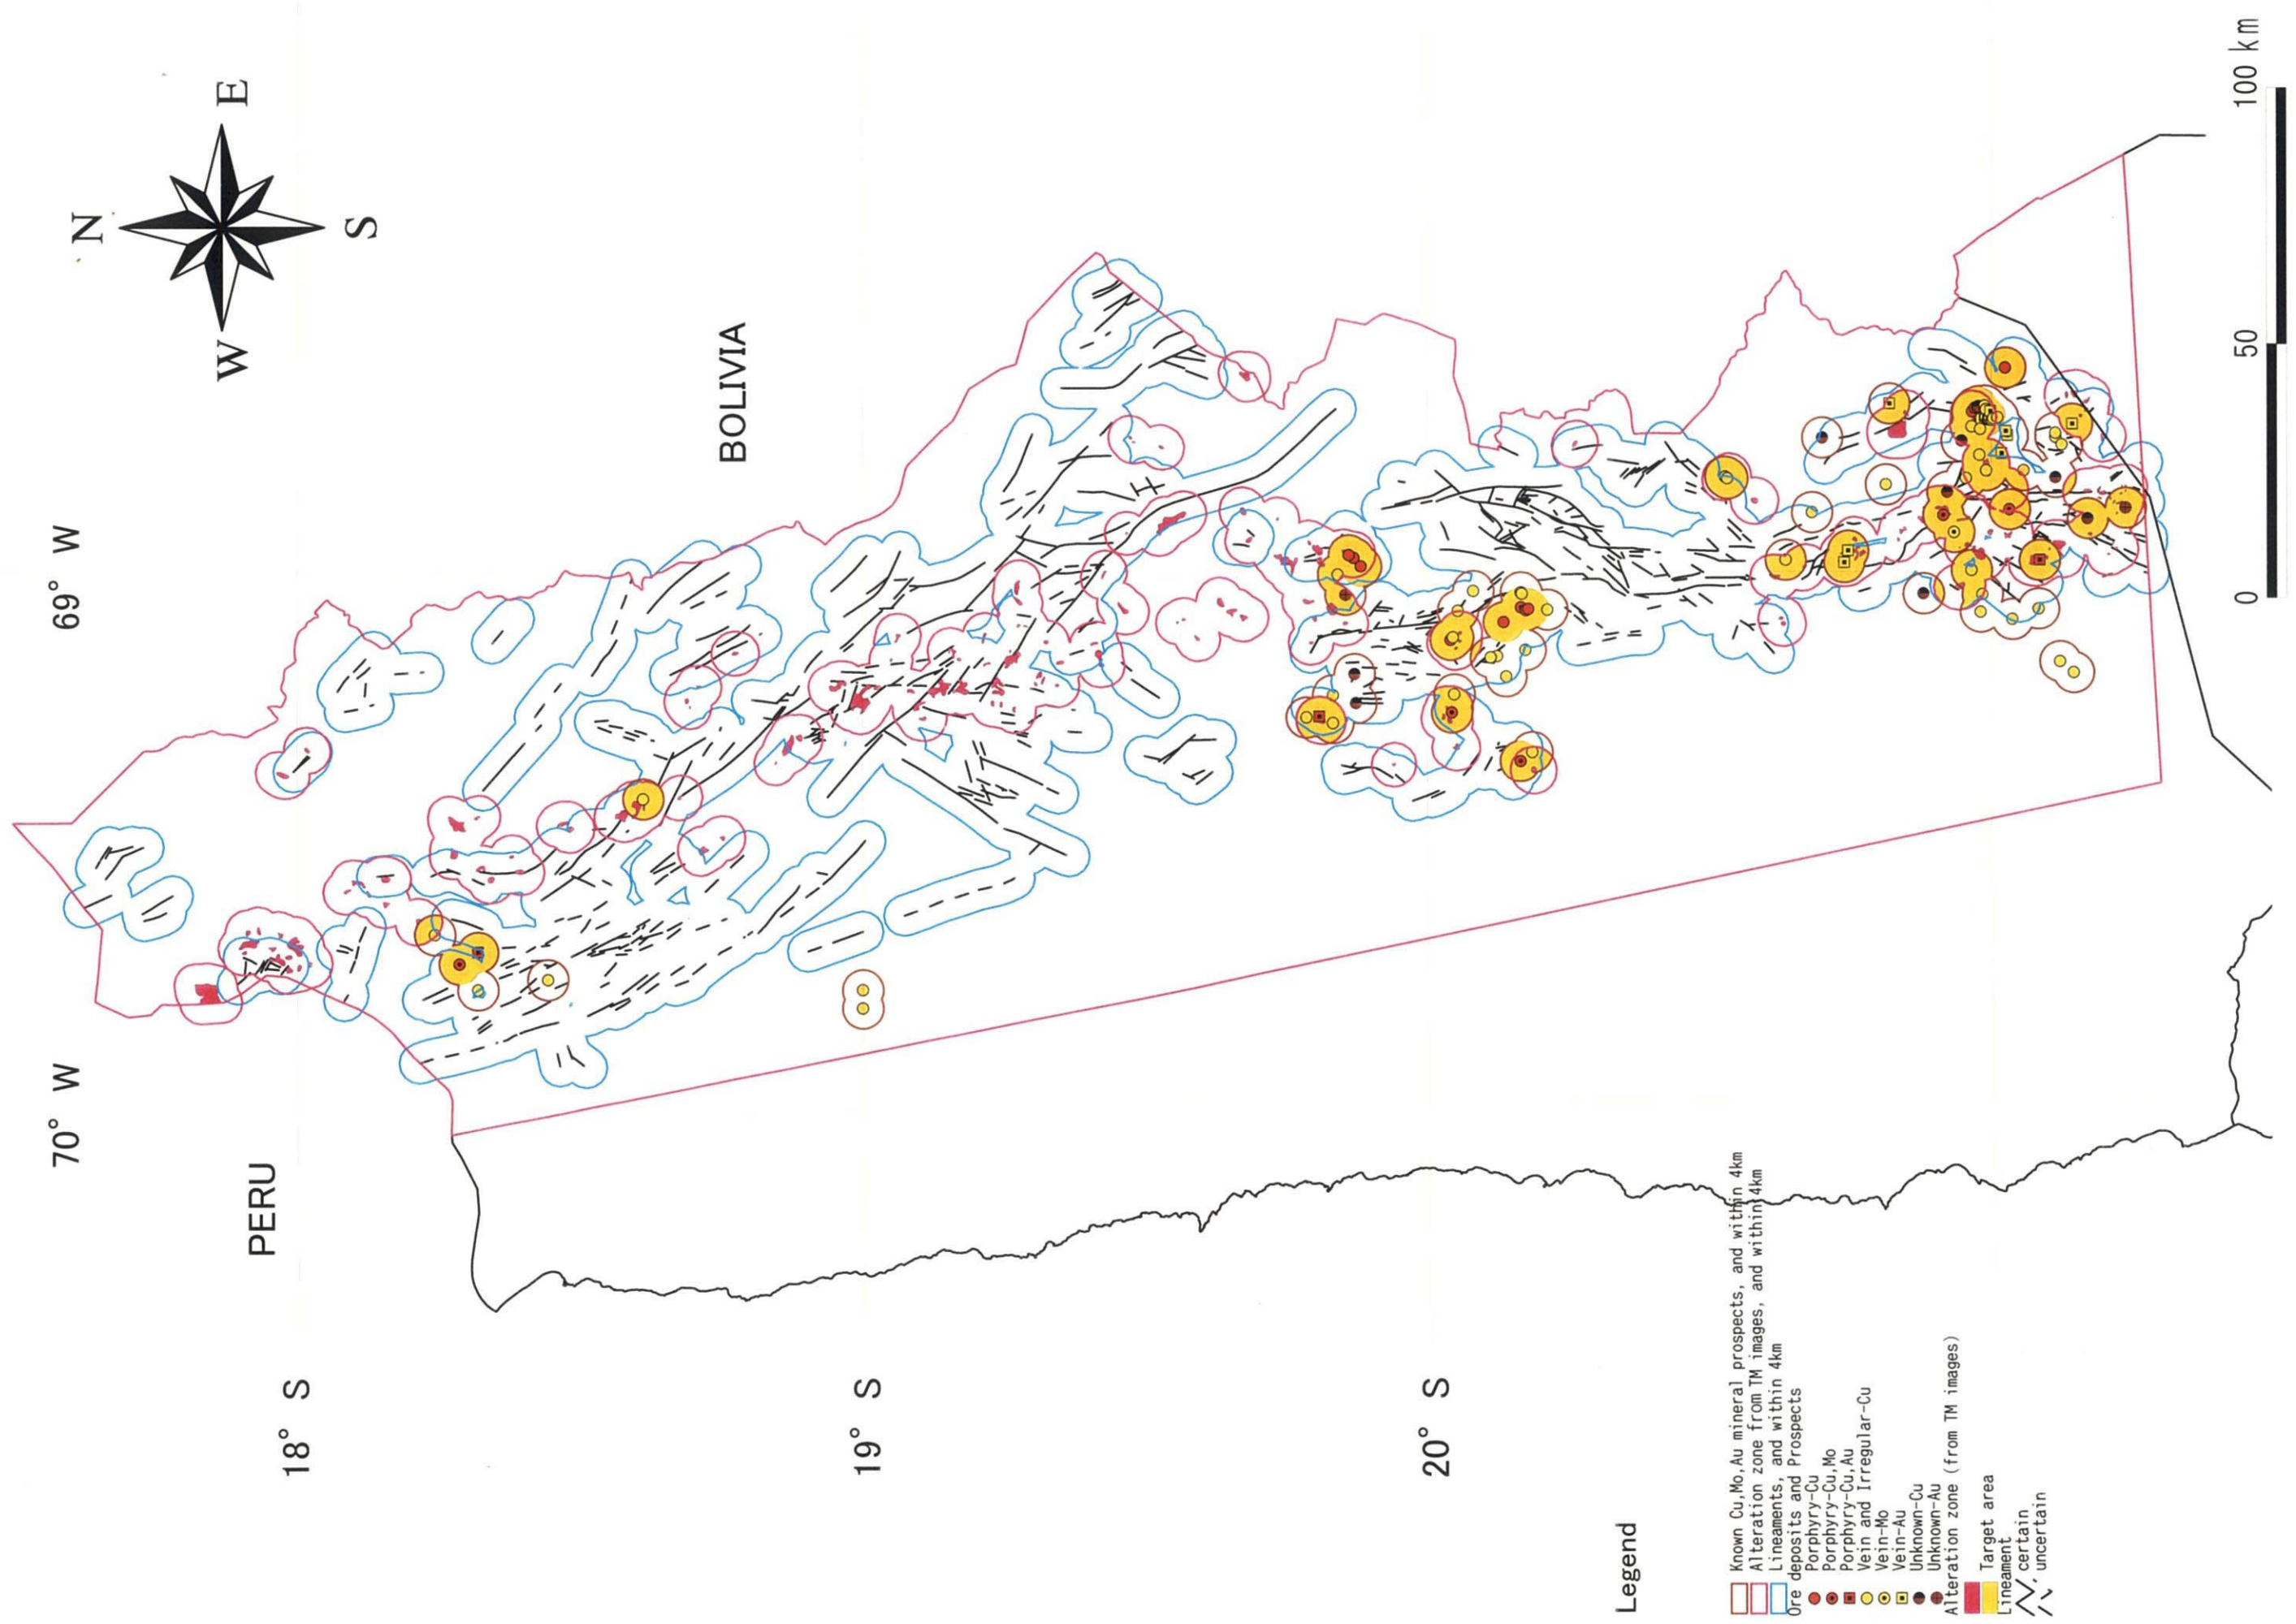 N
E
W
S
70° W
69° W
PERU
BOLIVIA
18° S
19° S
20° S
0
50
100 km
Legend
Known Cu,Mo,Au mineral prospects, and within 4km
Alteration zone from TM images, and within 4km
Lineaments, and within 4km
Ore deposits and Prospects
Porphyry-Cu
Porphyry-Cu,Mo
Porphyry-Cu,Au
Vein and Irregular-Cu
Vein-Mo
Vein-Au
Unknown-Cu
Unknown-Au
Alteration zone (from TM images)
Target area
Lineament
certain
uncertain